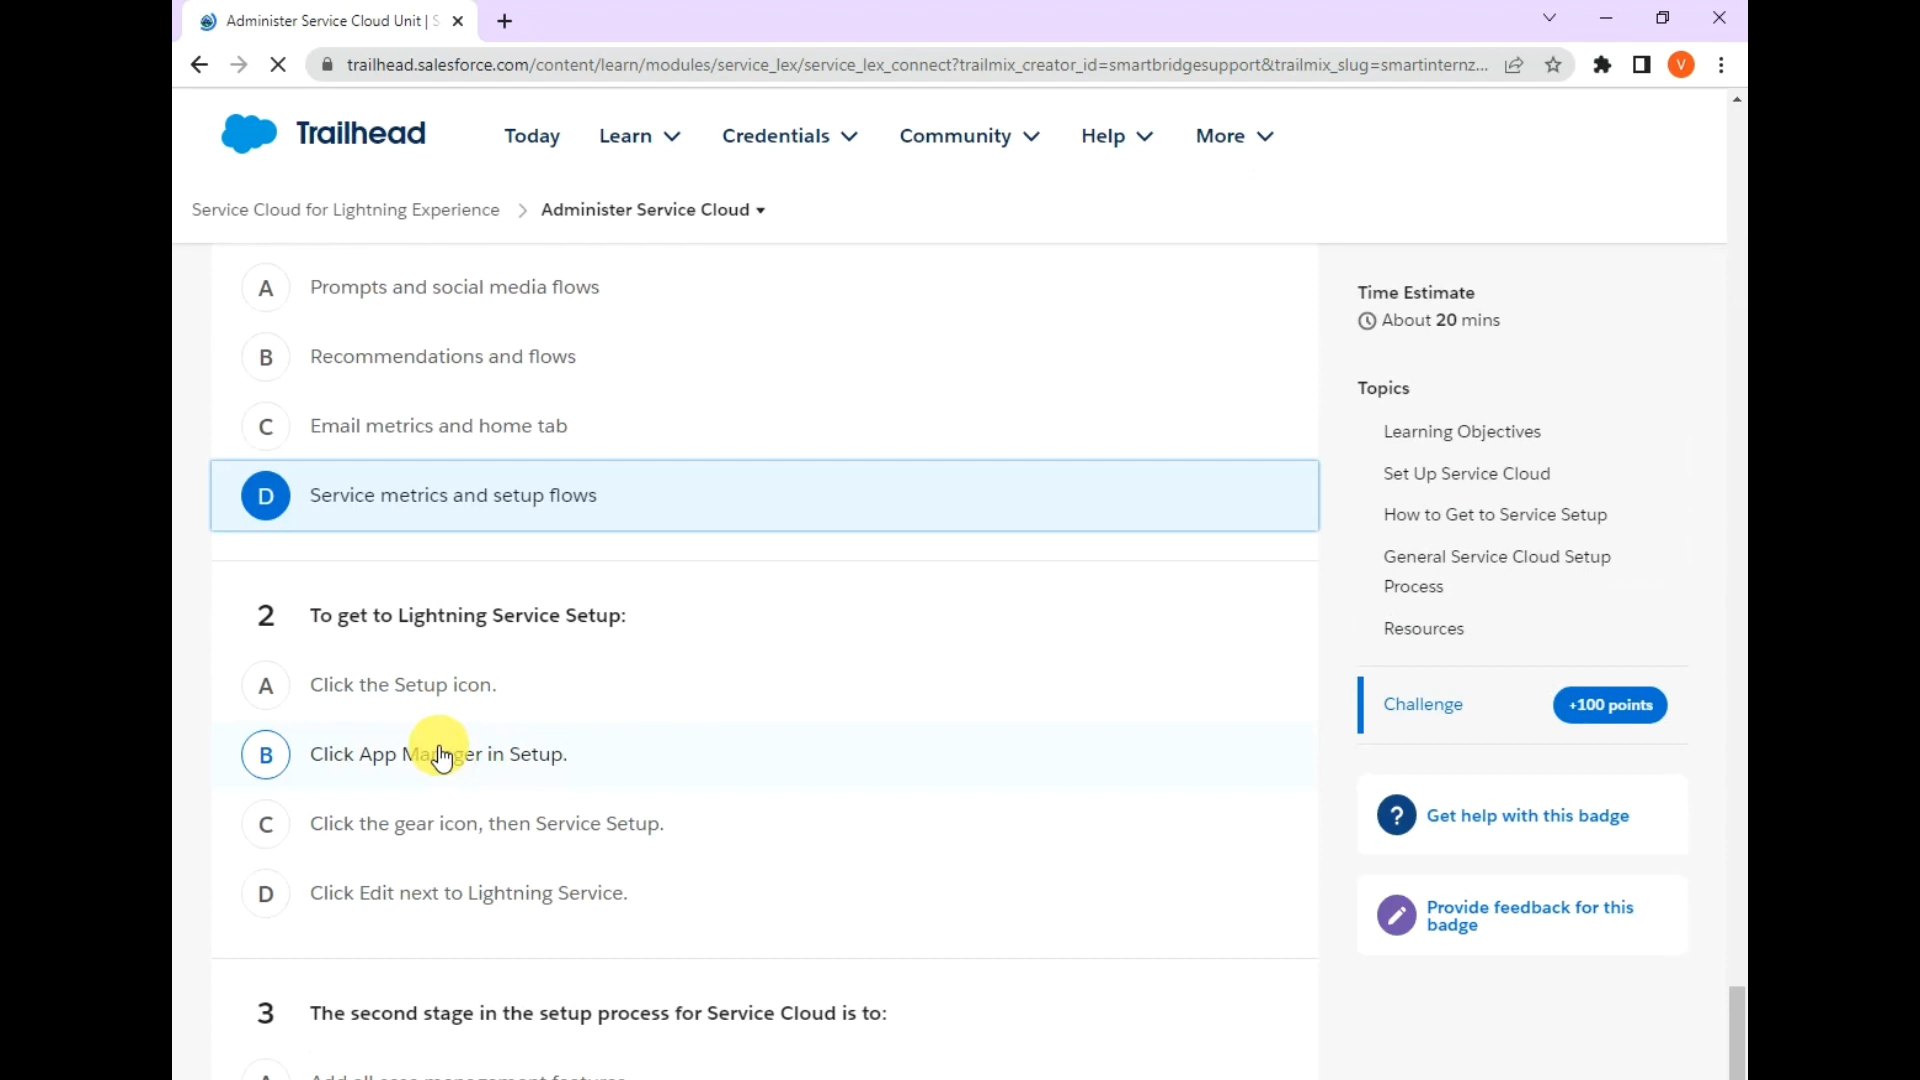 Administer Service Cloud Unit | S
trailhead.salesforce.com/content/learn/modules/service_lex/service_lex_connect?trailmix_creator_id=smartbridgesupport&trailmix_slug=smartinternz...
V
Trailhead
Today
Learn
Credentials
Community
Help
More
Service Cloud for Lightning Experience
Administer Service Cloud
A Prompts and social media flows
B Recommendations and flows
C Email metrics and home tab
D Service metrics and setup flows
2 To get to Lightning Service Setup:
A Click the Setup icon.
B Click App Manager in Setup.
C Click the gear icon, then Service Setup.
D Click Edit next to Lightning Service.
3 The second stage in the setup process for Service Cloud is to:
A Add all case management features
Time Estimate
About 20 mins
Topics
Learning Objectives
Set Up Service Cloud
How to Get to Service Setup
General Service Cloud Setup
Process
Resources
Challenge
+100 points
? Get help with this badge
Provide feedback for this
badge